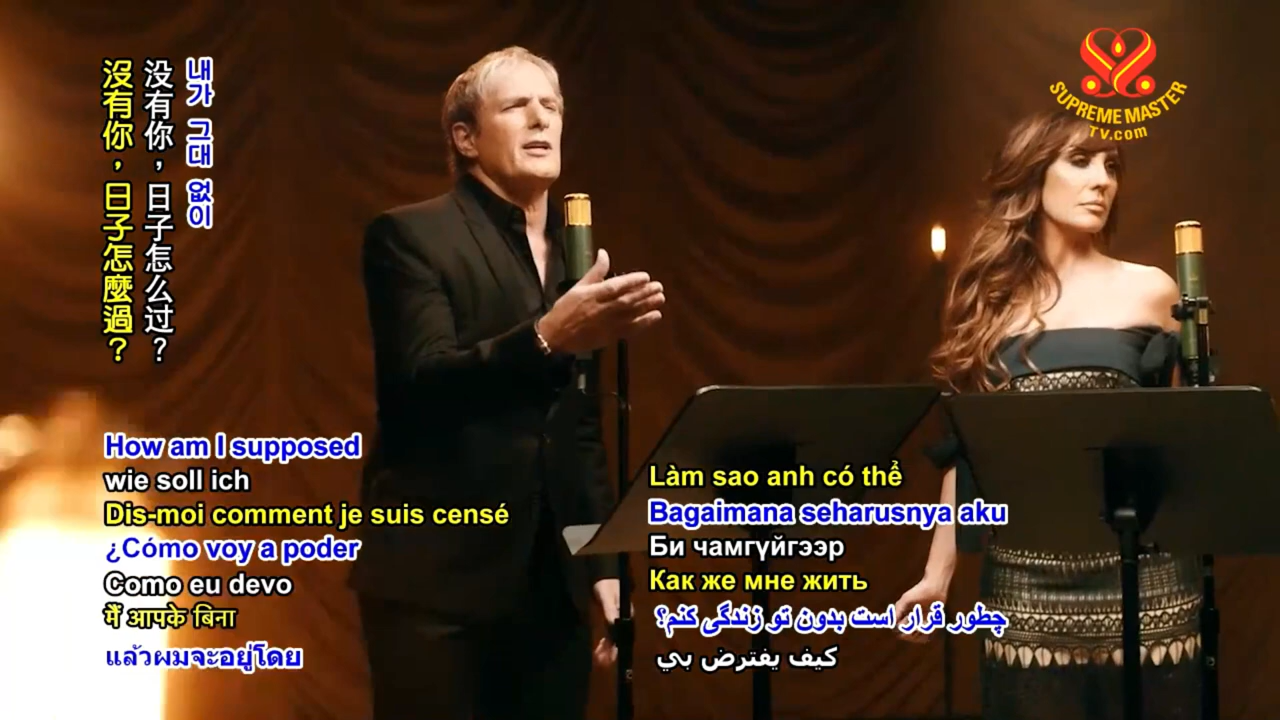 내가 그대 없이
没有你，日子怎么过？
沒有你，日子怎麼過？
SUPREME MASTER
TV.com
How am I supposed
wie soll ich
Dis-moi comment je suis censé
¿Cómo voy a poder
Como eu devo
मैं आपके बिना
แล้วผมจะอยู่โดย
Làm sao anh có thể
Bagaimana seharusnya aku
Би чамгүйгээр
Как же мне жить
چطور قرار است بدون تو زندگی کنم؟
كيف يفترض بي